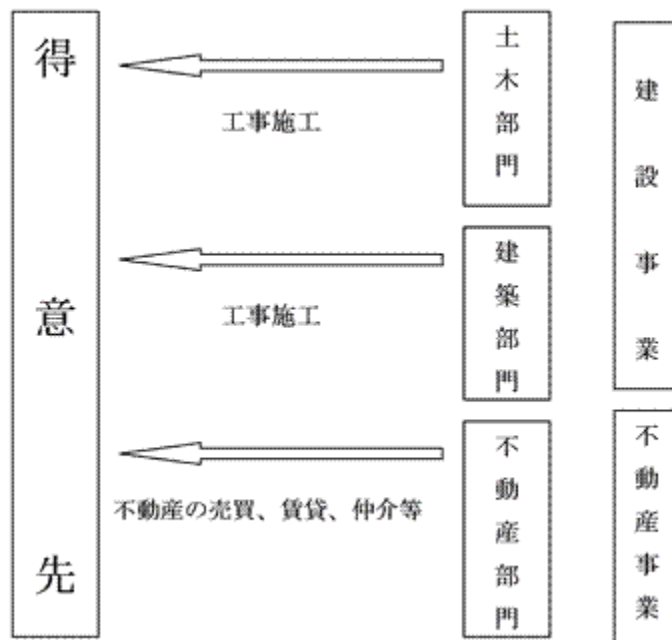 得意先
工事施工
工事施工
不動産の売買、賃貸、仲介等
土木部門
建築部門
不動産部門
建設事業
不動産事業